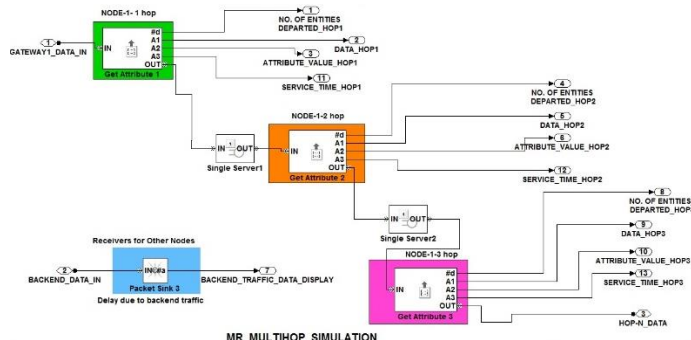 NODE-1- 1 hop
1
GATEWAY1_DATA_IN
IN
#d
A1
A2
A3
OUT
Get Attribute 1
1
NO. OF ENTITIES
DEPARTED_HOP1
2
DATA_HOP1
3
ATTRIBUTE_VALUE_HOP1
11
SERVICE_TIME_HOP1
IN OUT
Single Server1
NODE-1-2 hop
IN
#d
A1
A2
A3
OUT
Get Attribute 2
4
NO. OF ENTITIES
DEPARTED_HOP2
5
DATA_HOP2
6
ATTRIBUTE_VALUE_HOP2
12
SERVICE_TIME_HOP2
IN OUT
Single Server2
NODE-1-3 hop
IN
#d
A1
A2
A3
OUT
Get Attribute 3
8
NO. OF ENTITIES
DEPARTED_HOP
9
DATA_HOP3
10
ATTRIBUTE_VALUE_HOP3
13
SERVICE_TIME_HOP3
3
HOP-N_DATA
Receivers for Other Nodes
2
BACKEND_DATA_IN
IN #a
Packet Sink 3
7
BACKEND_TRAFFIC_DATA_DISPLAY
Delay due to backend traffic
MR_MULTIHOP_SIMULATION